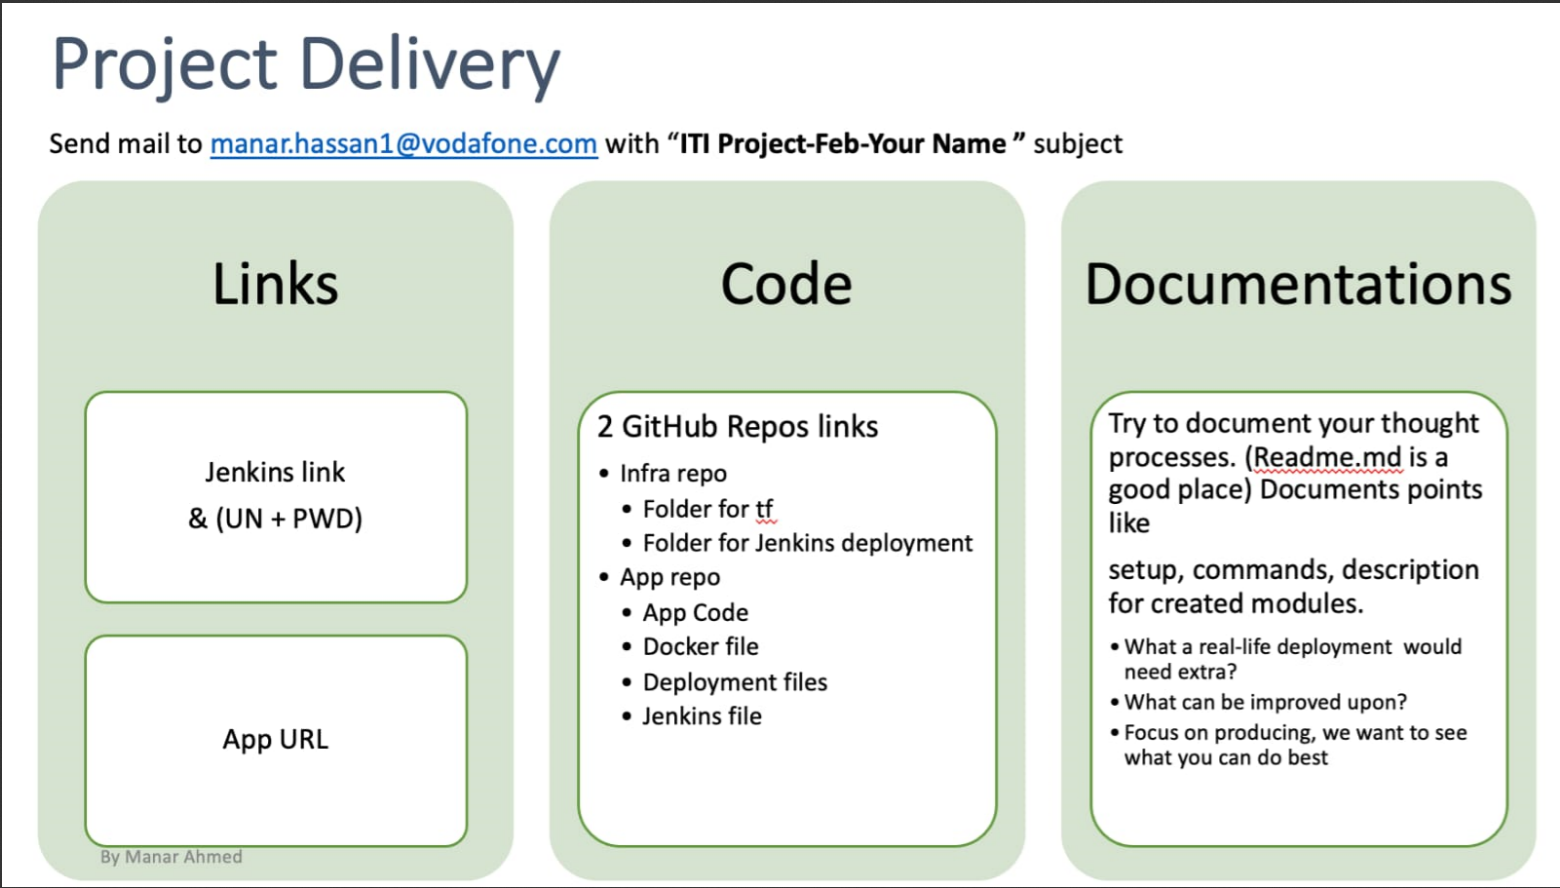 Project Delivery
Send mail to manar.hassan1@vodafone.com with “ITI Project-Feb-Your Name ” subject
Links
Jenkins link
& (UN + PWD)
App URL
By Manar Ahmed
Code
2 GitHub Repos links
• Infra repo
• Folder for tf
• Folder for Jenkins deployment
• App repo
• App Code
• Docker file
• Deployment files
• Jenkins file
Documentations
Try to document your thought
processes. (Readme.md is a
good place) Documents points
like
setup, commands, description
for created modules.
• What a real-life deployment would
need extra?
• What can be improved upon?
• Focus on producing, we want to see
what you can do best